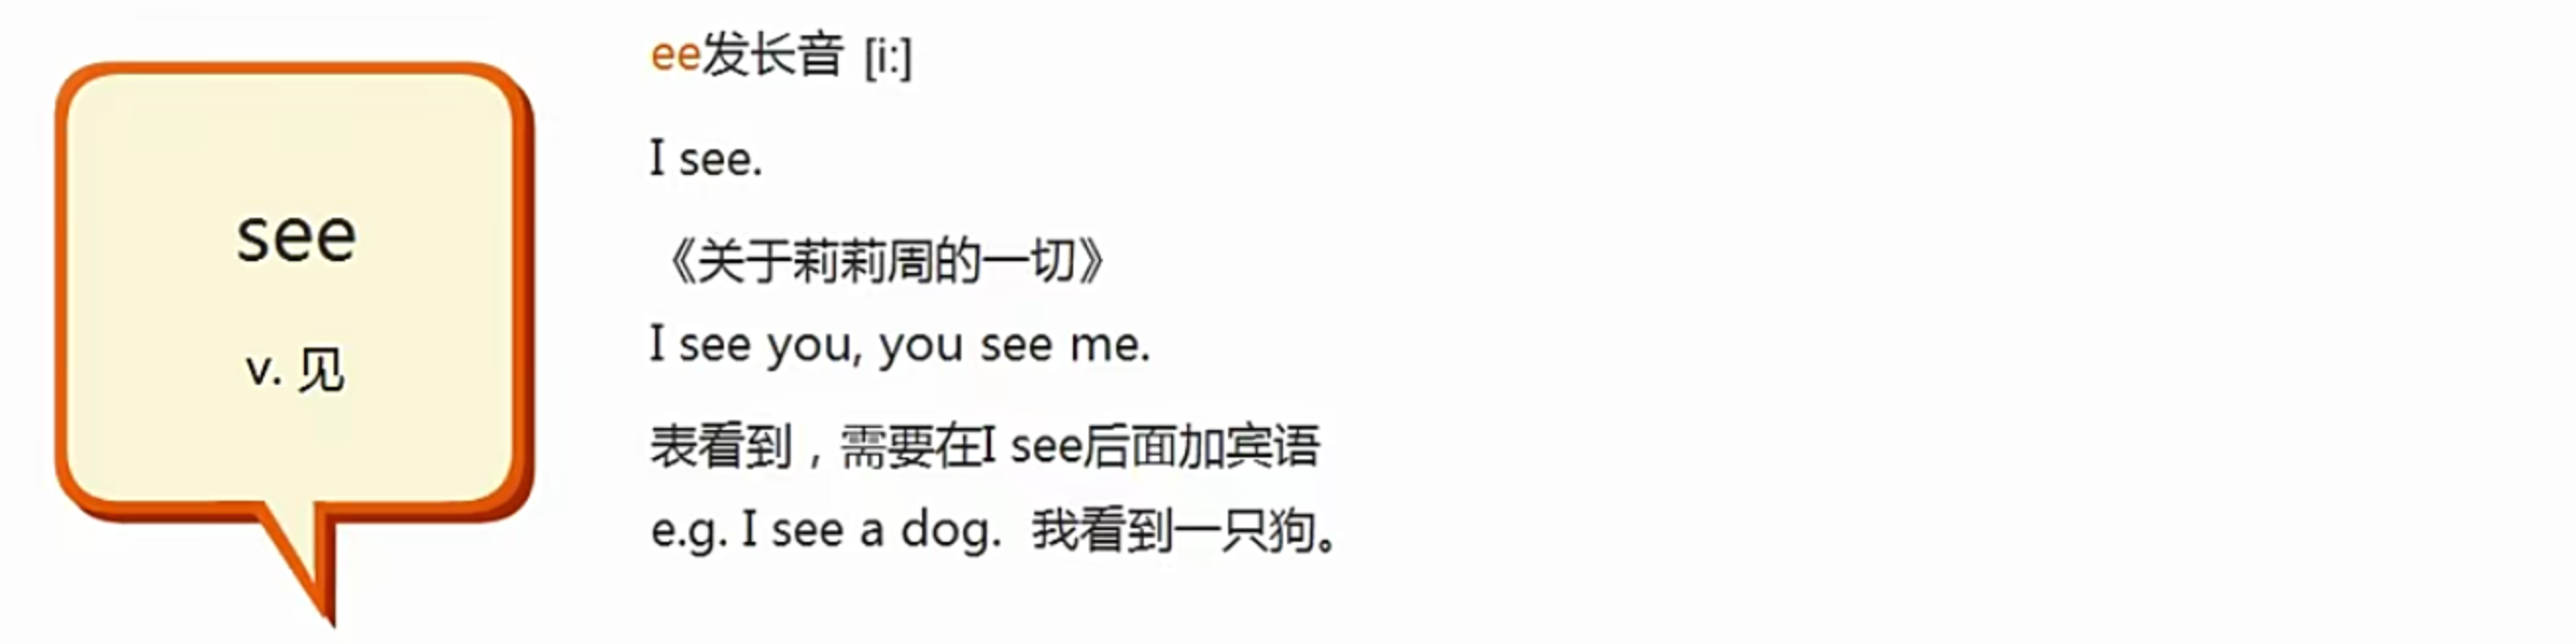 see
v. 见
ee发长音 [i:]
I see.
《关于莉莉周的一切》
I see you, you see me.
表看到，需要在I see后面加宾语
e.g. I see a dog. 我看到一只狗。